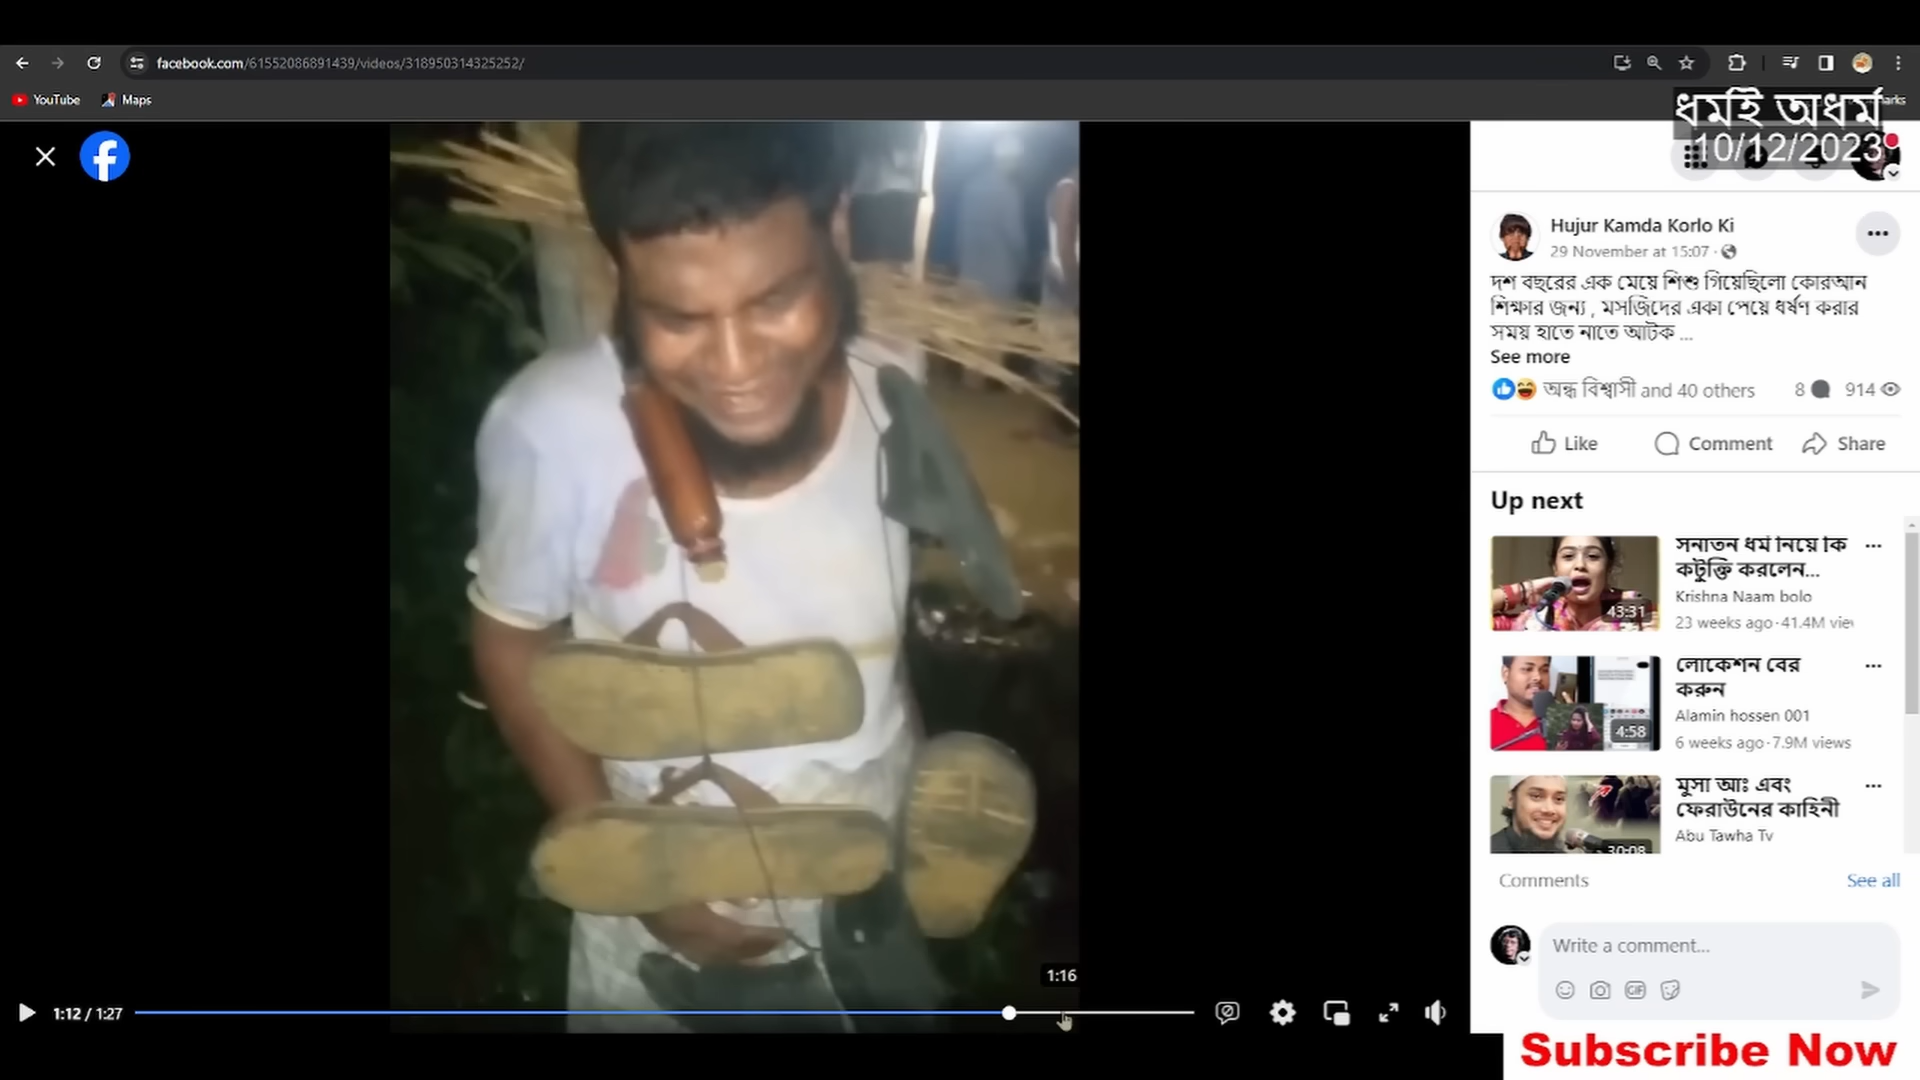 facebook.com/61552086891439/videos/318950314325252/
YouTube
Maps
ধর্মই অধর্ম
10/12/2023
Hujur Kamda Korlo Ki
29 November at 15:07 ·
দশ বছরের এক মেয়ে শিশু গিয়েছিলো কোরআন
শিক্ষার জন্য , মসজিদের একা পেয়ে ধর্ষণ করার
সময় হাতে নাতে আটক ...
See more
অন্ধ বিশ্বাসী and 40 others 8 914
Like Comment Share
Up next
সনাতন ধর্ম নিয়ে কি
কটুক্তি করলেন...
Krishna Naam bolo
23 weeks ago · 41.4M
43:31
লোকেশন বের
করুন
Alamin hossen 001
6 weeks ago · 7.9M views
4:58
মুসা আঃ এবং
ফেরাউনের কাহিনী
Abu Tawha Tv
30:08
Comments See all
Write a comment...
GIF
1:16
1:12 / 1:27
Subscribe Now